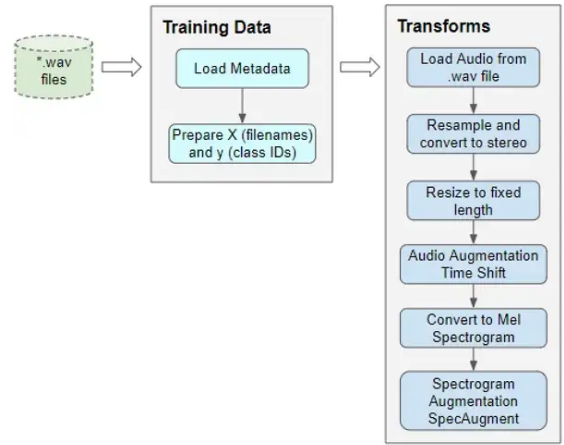 *.wav
files
Training Data
Load Metadata
Prepare X (filenames)
and y (class IDs)
Transforms
Load Audio from
.wav file
Resample and
convert to stereo
Resize to fixed
length
Audio Augmentation
Time Shift
Convert to Mel
Spectrogram
Spectrogram
Augmentation
SpecAugment